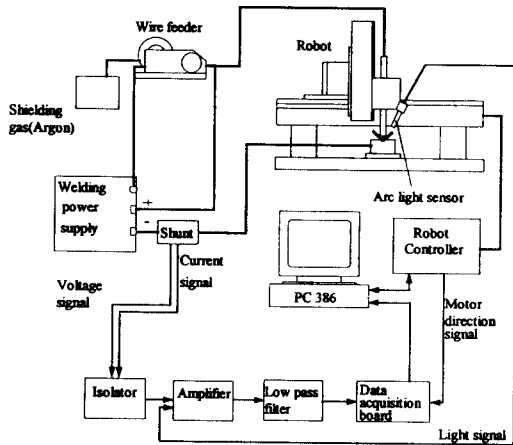 Wire feeder
Robot
Shielding
gas(Argon)
Arc light sensor
Welding
power
supply
+
-
Shunt
Robot
Controller
Current
signal
Voltage
signal
PC 386
Motor
direction
signal
Isolator
Amplifier
Low pass
filter
Data
acquisition
board
Light signal